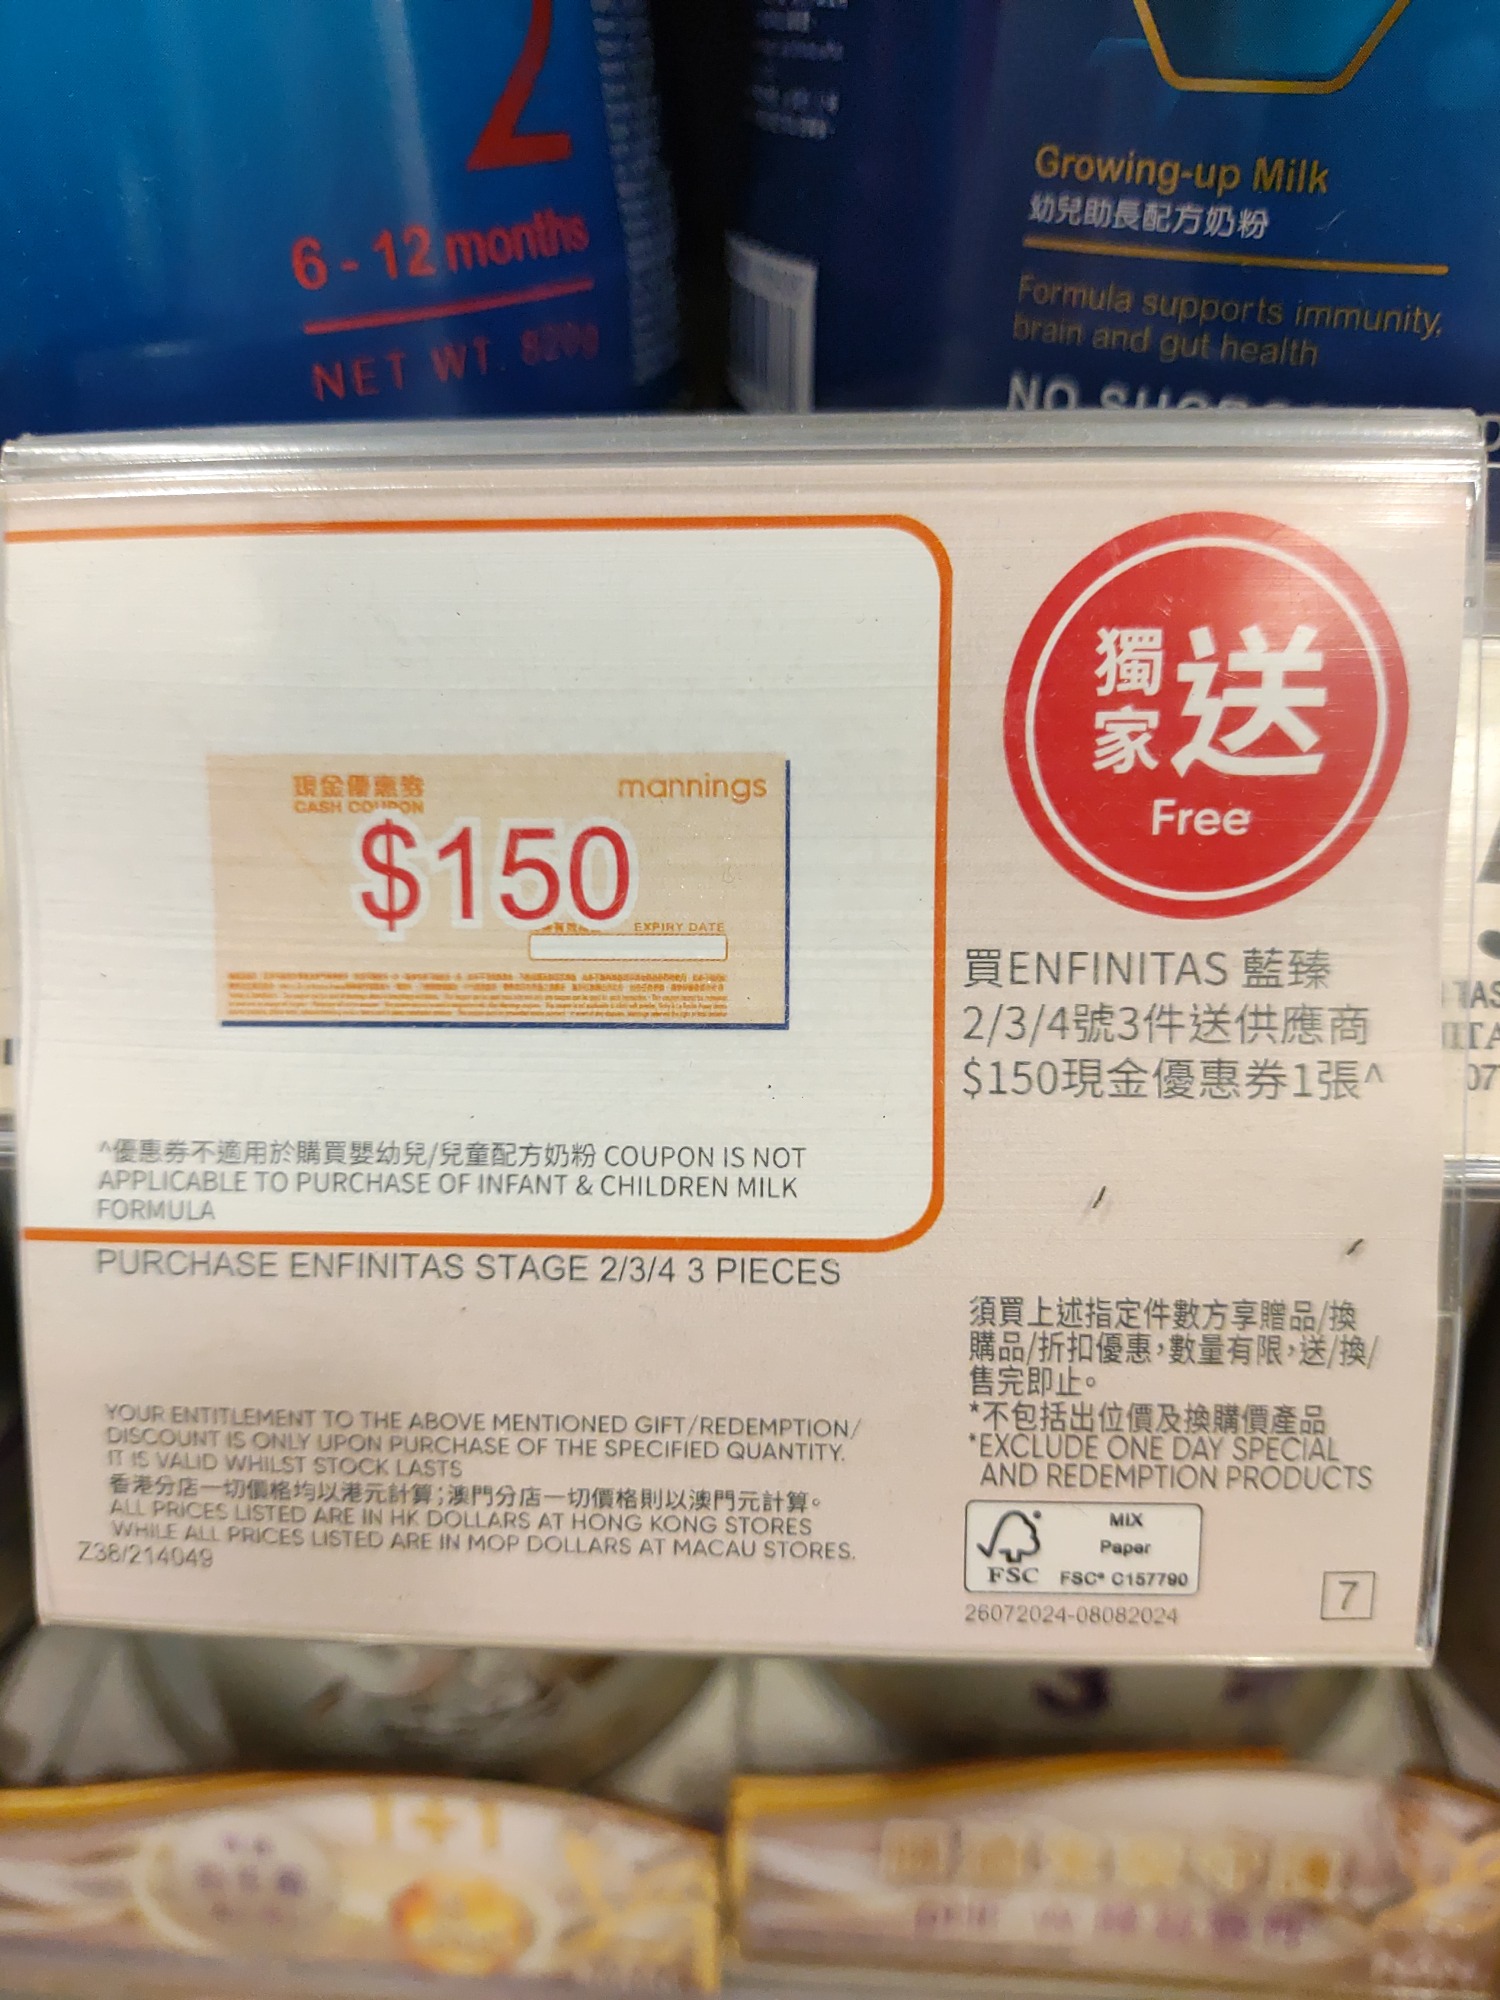 2
6 - 12 months
NET WT. 820g
Growing-up Milk
幼兒助長配方奶粉
Formula supports immunity,
brain and gut health
NO
現金優惠券
CASH COUPON
mannings
$150
EXPIRY DATE
^優惠券不適用於購買嬰幼兒/兒童配方奶粉 COUPON IS NOT
APPLICABLE TO PURCHASE OF INFANT & CHILDREN MILK
FORMULA
PURCHASE ENFINITAS STAGE 2/3/4 3 PIECES
獨家送
Free
買ENFINITAS 藍臻
2/3/4號3件送供應商
$150現金優惠券1張^
YOUR ENTITLEMENT TO THE ABOVE MENTIONED GIFT/REDEMPTION/
DISCOUNT IS ONLY UPON PURCHASE OF THE SPECIFIED QUANTITY.
IT IS VALID WHILST STOCK LASTS
香港分店一切價格均以港元計算;澳門分店一切價格則以澳門元計算。
ALL PRICES LISTED ARE IN HK DOLLARS AT HONG KONG STORES
WHILE ALL PRICES LISTED ARE IN MOP DOLLARS AT MACAU STORES.
Z38/214049
須買上述指定件數方享贈品/換
購品/折扣優惠,數量有限,送/換/
售完即止。
*不包括出位價及換購價產品
*EXCLUDE ONE DAY SPECIAL
AND REDEMPTION PRODUCTS
FSC
MIX
Paper
FSC® C157790
26072024-08082024
7
3
1+1